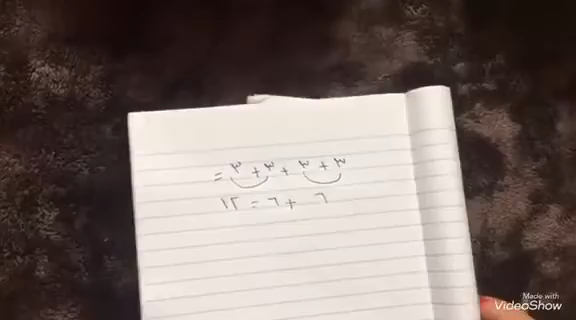 ٣ + ٣ + ٣ + ٣ =
٦ + ٦ = ١٢
Made with
VideoShow